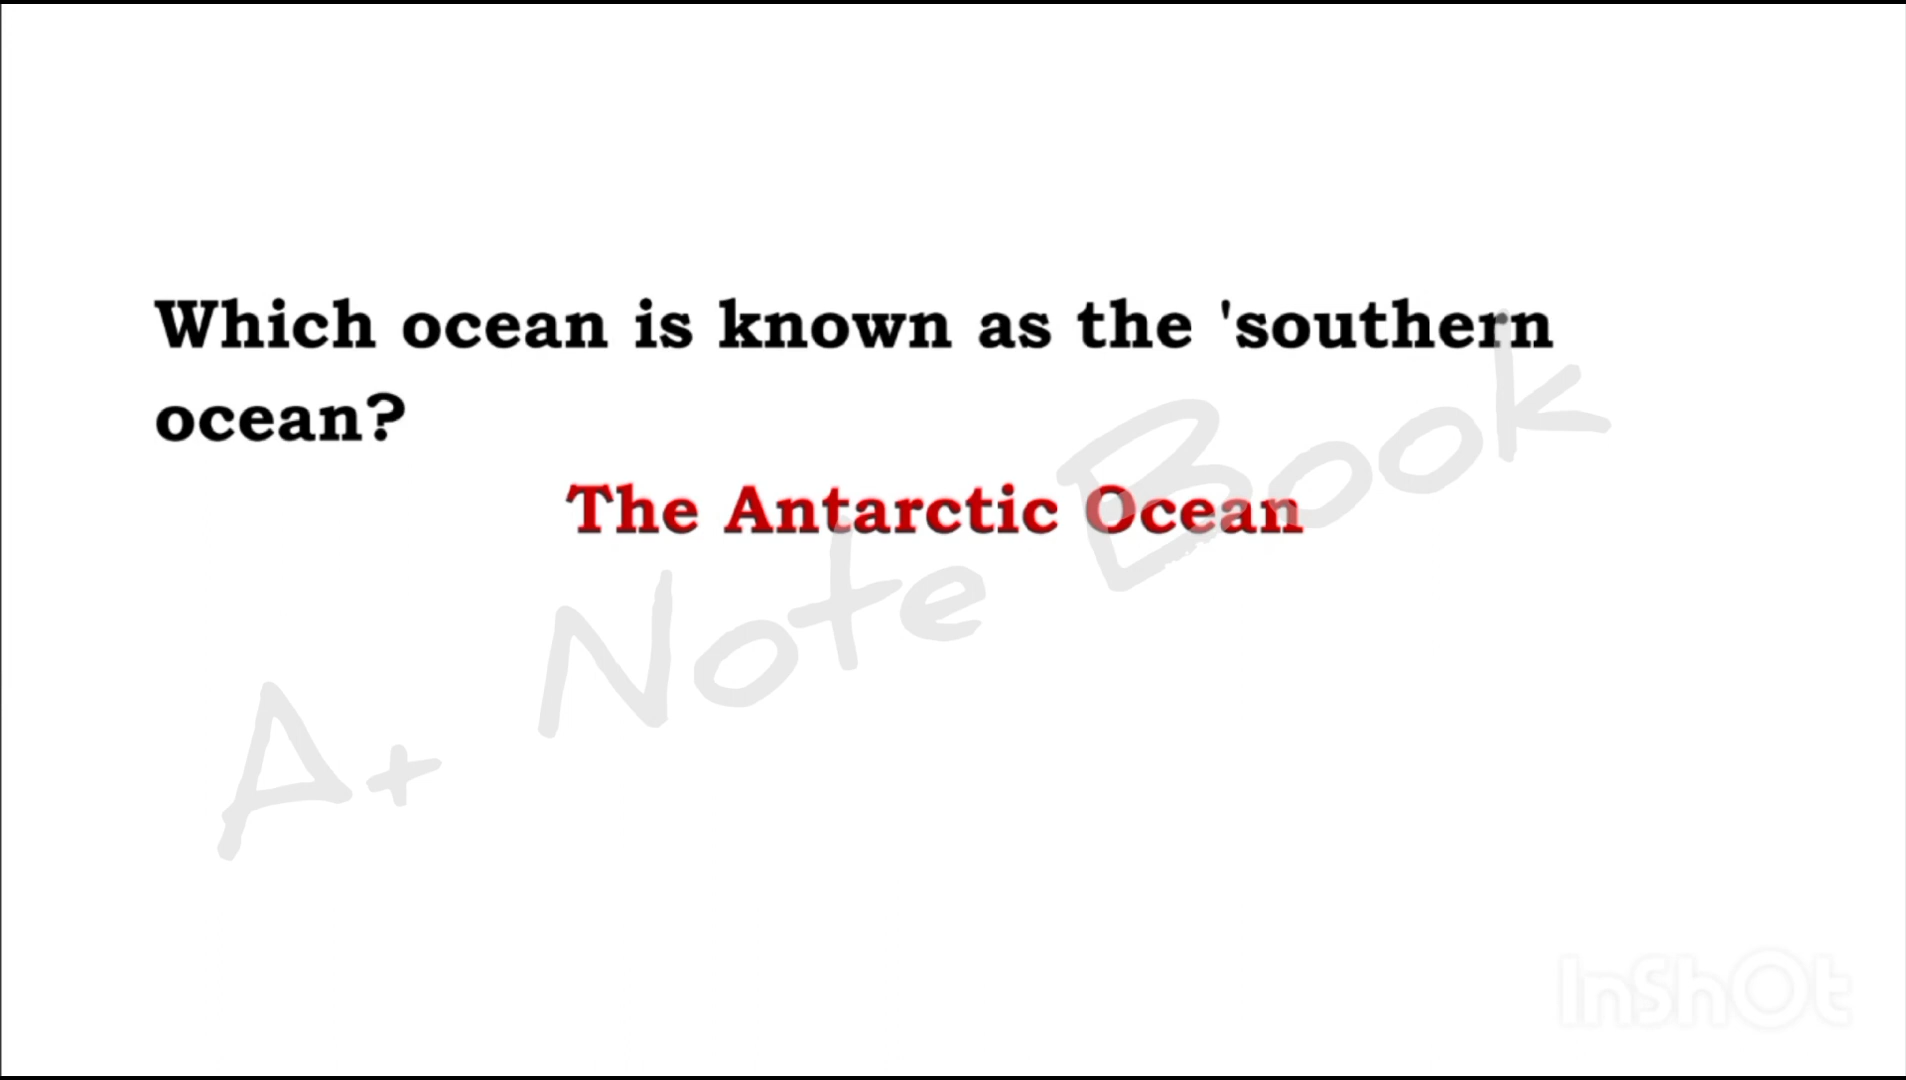 Which ocean is known as the 'southern
ocean?
The Antarctic Ocean
A+ Note Book
InShOt